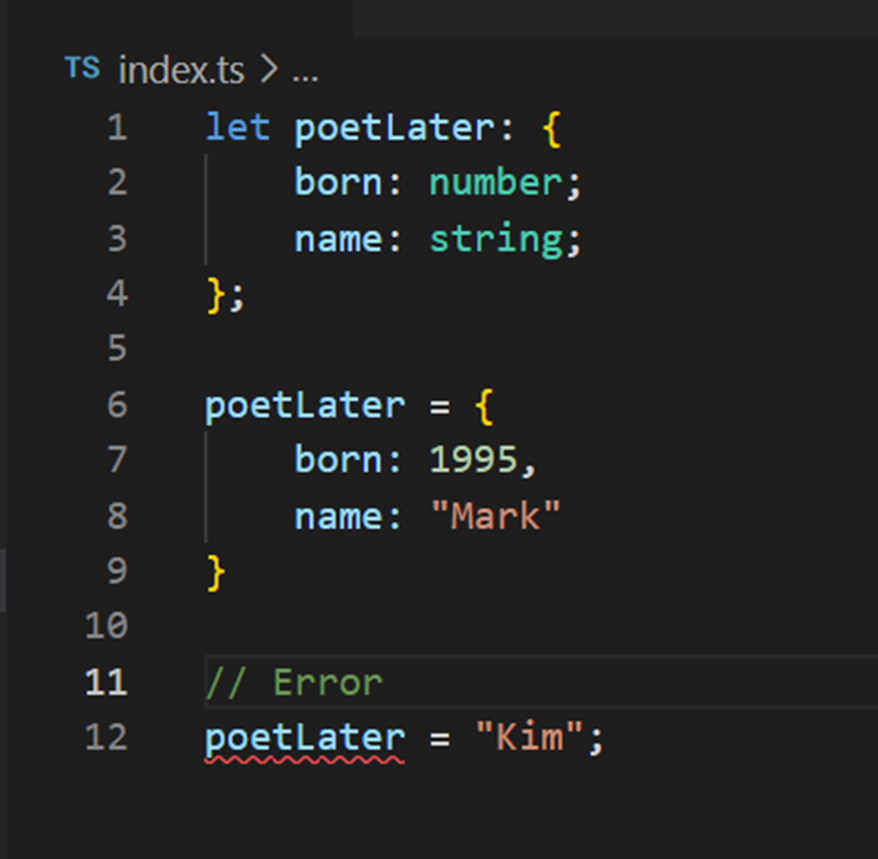 TS index.ts > ...
1 let poetLater: {
2     born: number;
3     name: string;
4 };
5
6 poetLater = {
7     born: 1995,
8     name: "Mark"
9 }
10
11 // Error
12 poetLater = "Kim";